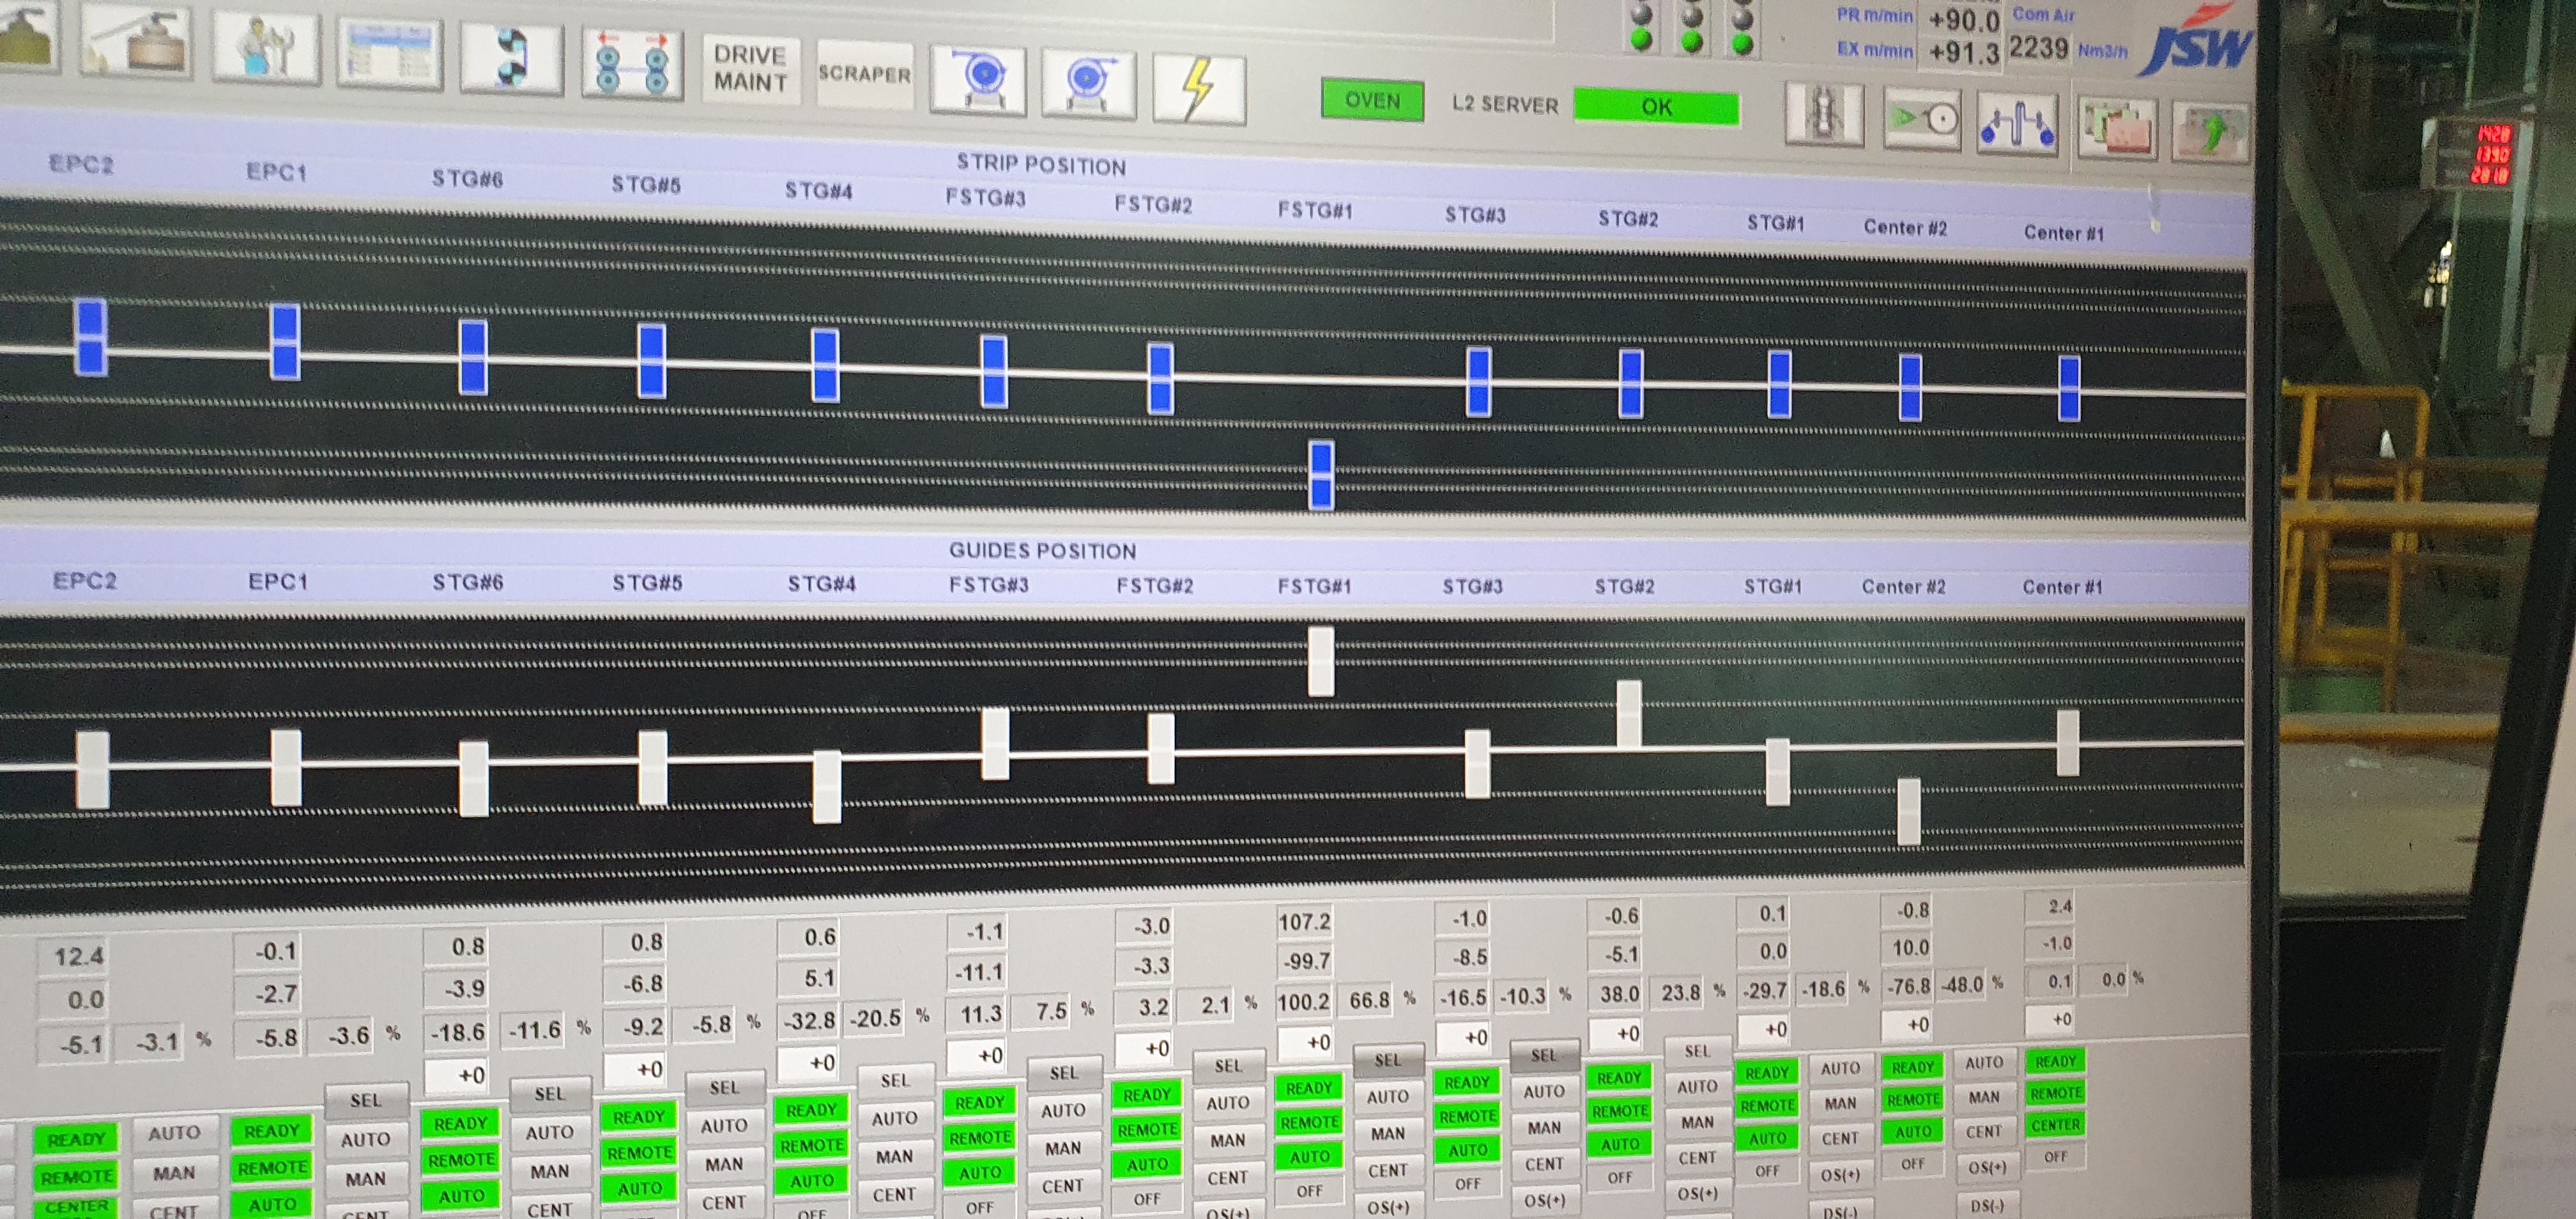 PR m/min +90.0 Com Air
EX m/min +91.3 2239 Nm3/h
JSW
DRIVE MAINT
SCRAPER
OVEN L2 SERVER OK
1390
2818
STRIP POSITION
EPC2 EPC1 STG#6 STG#5 STG#4 FSTG#3 FSTG#2 FSTG#1 STG#3 STG#2 STG#1 Center #2 Center #1
GUIDES POSITION
EPC2 EPC1 STG#6 STG#5 STG#4 FSTG#3 FSTG#2 FSTG#1 STG#3 STG#2 STG#1 Center #2 Center #1
12.4 -0.1 0.8 0.8 0.6 -1.1 -3.0 107.2 -1.0 -0.6 0.1 -0.8 2.4
0.0 -2.7 -3.9 -6.8 5.1 -11.1 -3.3 -99.7 -8.5 -5.1 0.0 10.0 -1.0
-5.1 -3.1 % -5.8 -3.6 % -18.6 -11.6 % -9.2 -5.8 % -32.8 -20.5 % 11.3 7.5 % 3.2 2.1 % 100.2 66.8 % -16.5 -10.3 % 38.0 23.8 % -29.7 -18.6 % -76.8 -48.0 % 0.1 0.0 %
+0 +0 +0 +0 +0 +0 +0 +0 +0 +0 +0
SEL SEL SEL SEL SEL SEL SEL SEL SEL
READY AUTO READY AUTO READY AUTO READY AUTO READY AUTO READY AUTO READY AUTO READY AUTO READY AUTO READY AUTO READY AUTO READY AUTO READY
REMOTE MAN REMOTE MAN REMOTE MAN REMOTE MAN REMOTE MAN REMOTE MAN REMOTE MAN REMOTE MAN REMOTE MAN REMOTE MAN REMOTE MAN REMOTE MAN REMOTE
CENTER CENT AUTO CENT AUTO CENT AUTO CENT AUTO CENT AUTO CENT AUTO CENT AUTO CENT AUTO CENT AUTO CENT AUTO CENT AUTO CENT CENTER
OFF OFF OFF OS(+) OFF OS(+) OFF OS(+) OFF OS(+) OFF OS(+) OFF OS(+) OFF
DS(-) DS(-)